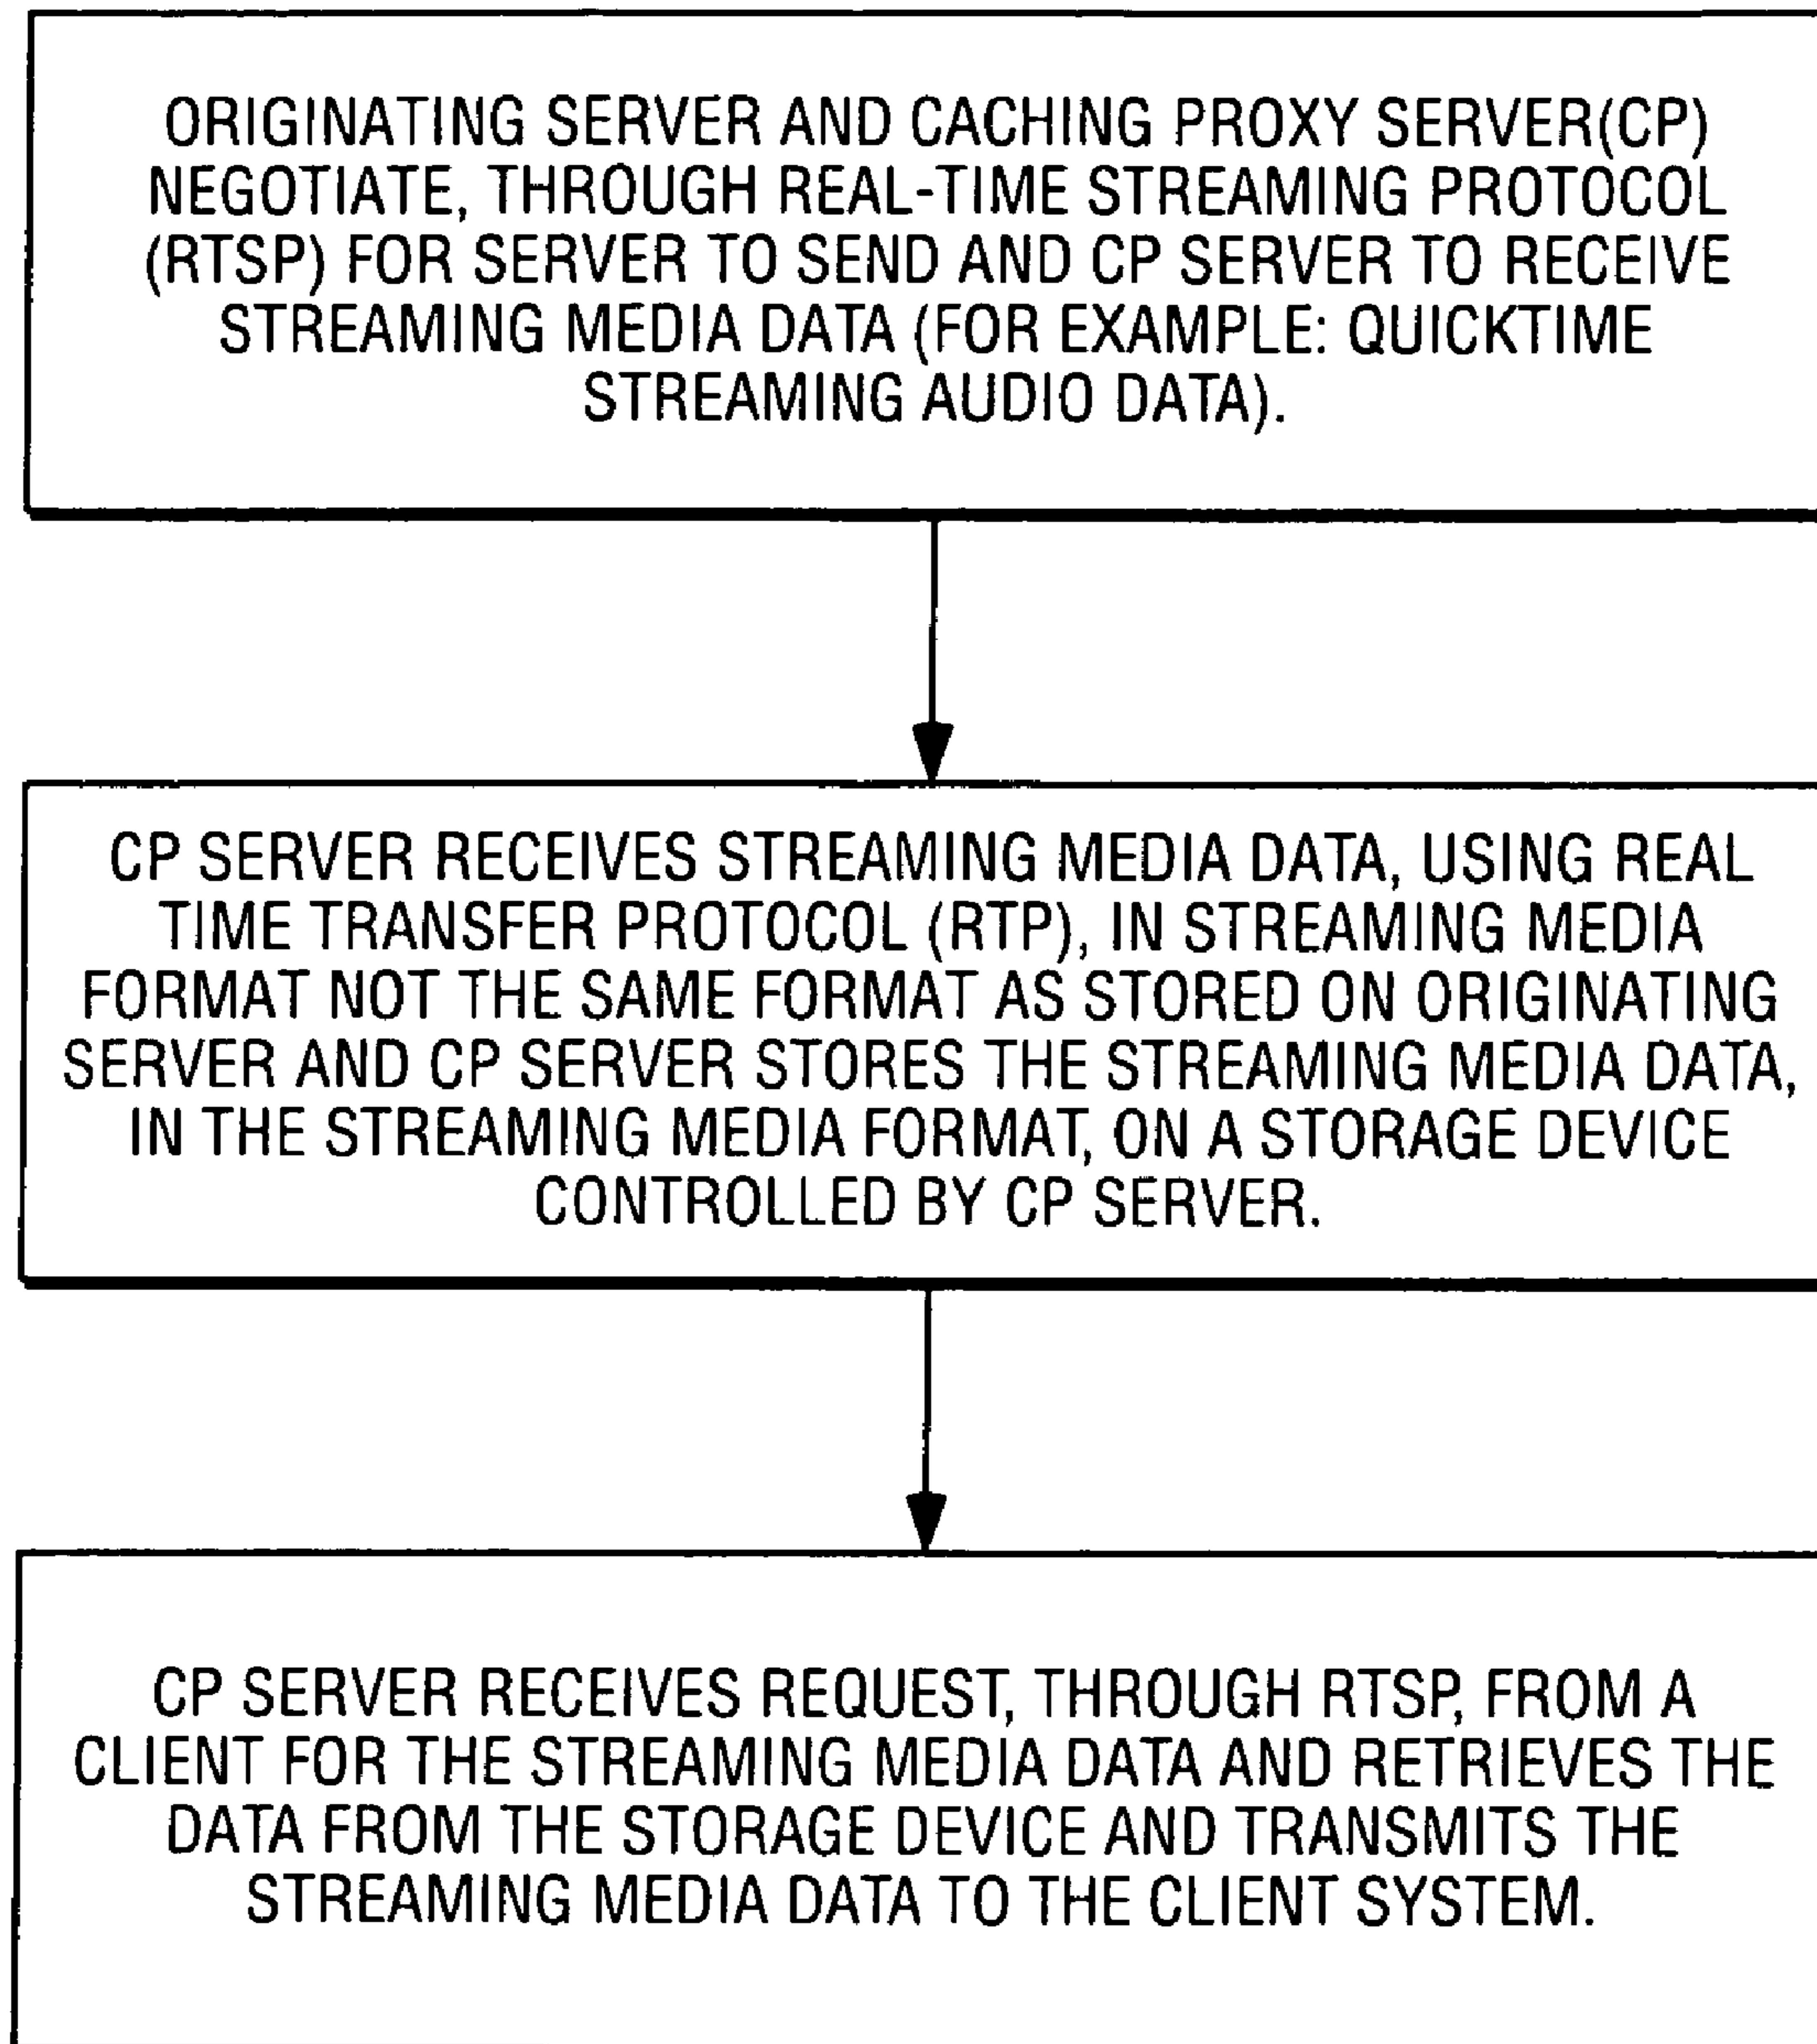 ORIGINATING SERVER AND CACHING PROXY SERVER(CP)
NEGOTIATE, THROUGH REAL-TIME STREAMING PROTOCOL
(RTSP) FOR SERVER TO SEND AND CP SERVER TO RECEIVE
STREAMING MEDIA DATA (FOR EXAMPLE: QUICKTIME
STREAMING AUDIO DATA).
CP SERVER RECEIVES STREAMING MEDIA DATA, USING REAL
TIME TRANSFER PROTOCOL (RTP), IN STREAMING MEDIA
FORMAT NOT THE SAME FORMAT AS STORED ON ORIGINATING
SERVER AND CP SERVER STORES THE STREAMING MEDIA DATA,
IN THE STREAMING MEDIA FORMAT, ON A STORAGE DEVICE
CONTROLLED BY CP SERVER.
CP SERVER RECEIVES REQUEST, THROUGH RTSP, FROM A
CLIENT FOR THE STREAMING MEDIA DATA AND RETRIEVES THE
DATA FROM THE STORAGE DEVICE AND TRANSMITS THE
STREAMING MEDIA DATA TO THE CLIENT SYSTEM.